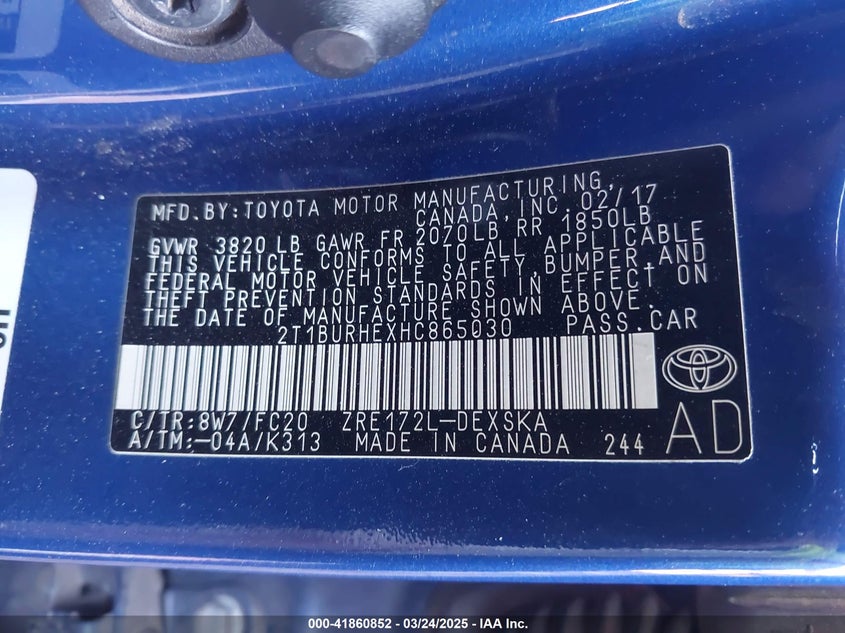 MFD. BY: TOYOTA MOTOR MANUFACTURING,
CANADA, INC. 02/17
GVWR 3820 LB GAWR FR 2070LB RR 1850LB
THIS VEHICLE CONFORMS TO ALL APPLICABLE
FEDERAL MOTOR VEHICLE SAFETY, BUMPER AND
THEFT PREVENTION STANDARDS IN EFFECT ON
THE DATE OF MANUFACTURE SHOWN ABOVE.
2T1BURHEXHC865030 PASS. CAR
C/TR: 8W7/FC20 ZRE172L-DEXSKA
A/TM: -04A/K313 MADE IN CANADA 244
AD
000-41860852 - 03/24/2025 - IAA Inc.